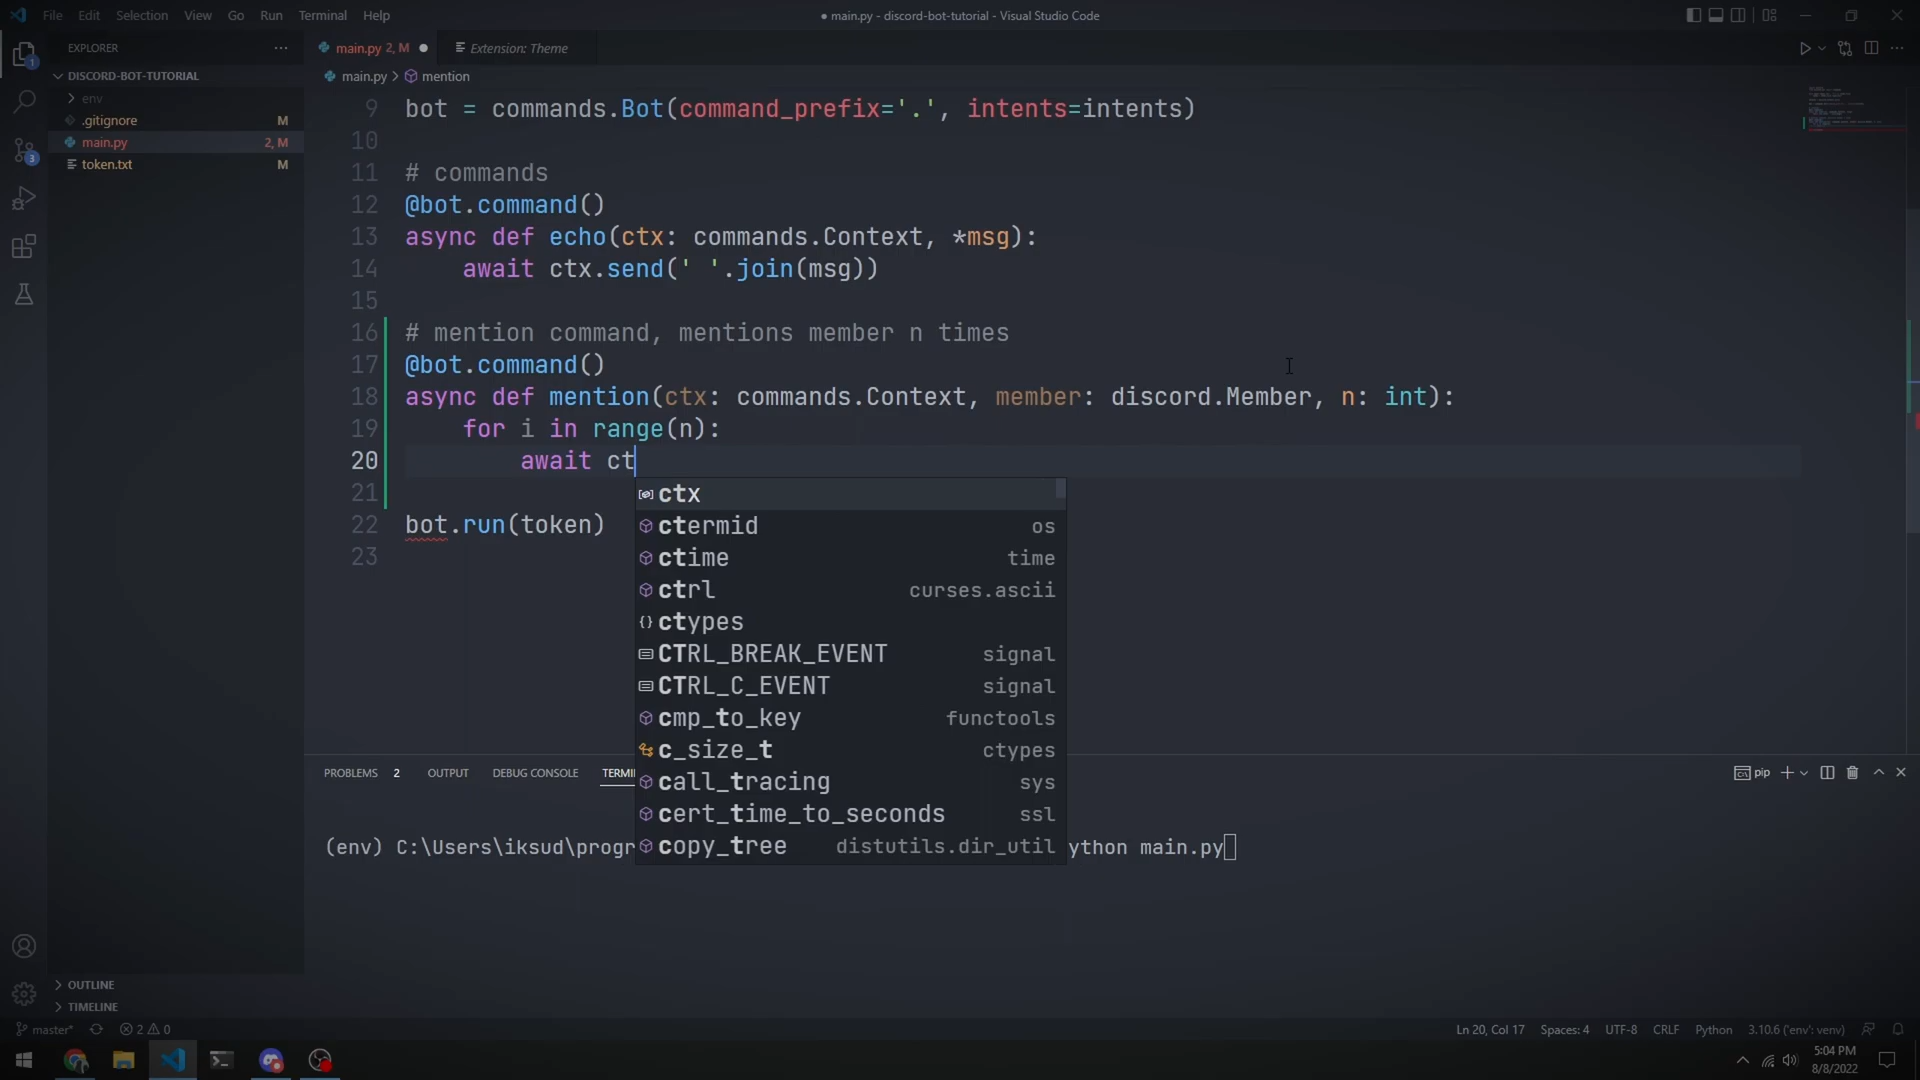 File Edit Selection View Go Run Terminal Help
● main.py - discord-bot-tutorial - Visual Studio Code
EXPLORER ...
main.py 2, M ●
Extension: Theme
DISCORD-BOT-TUTORIAL
main.py > mention
1
env
.gitignore M
main.py 2, M
3
token.txt M
9 bot = commands.Bot(command_prefix='.', intents=intents)
10
11 # commands
12 @bot.command()
13 async def echo(ctx: commands.Context, *msg):
14 await ctx.send(' '.join(msg))
15
16 # mention command, mentions member n times
17 @bot.command()
18 async def mention(ctx: commands.Context, member: discord.Member, n: int):
19 for i in range(n):
20 await ct
21
22 bot.run(token)
23
ctx
ctermid os
ctime time
ctrl curses.ascii
ctypes
CTRL_BREAK_EVENT signal
CTRL_C_EVENT signal
cmp_to_key functools
c_size_t ctypes
call_tracing sys
cert_time_to_seconds ssl
copy_tree distutils.dir_util
PROBLEMS 2 OUTPUT DEBUG CONSOLE TERMI
pip
(env) C:\Users\iksud\progr ython main.py
OUTLINE
TIMELINE
master* 2 0
Ln 20, Col 17 Spaces: 4 UTF-8 CRLF Python 3.10.6 ('env': venv)
5:04 PM
8/8/2022